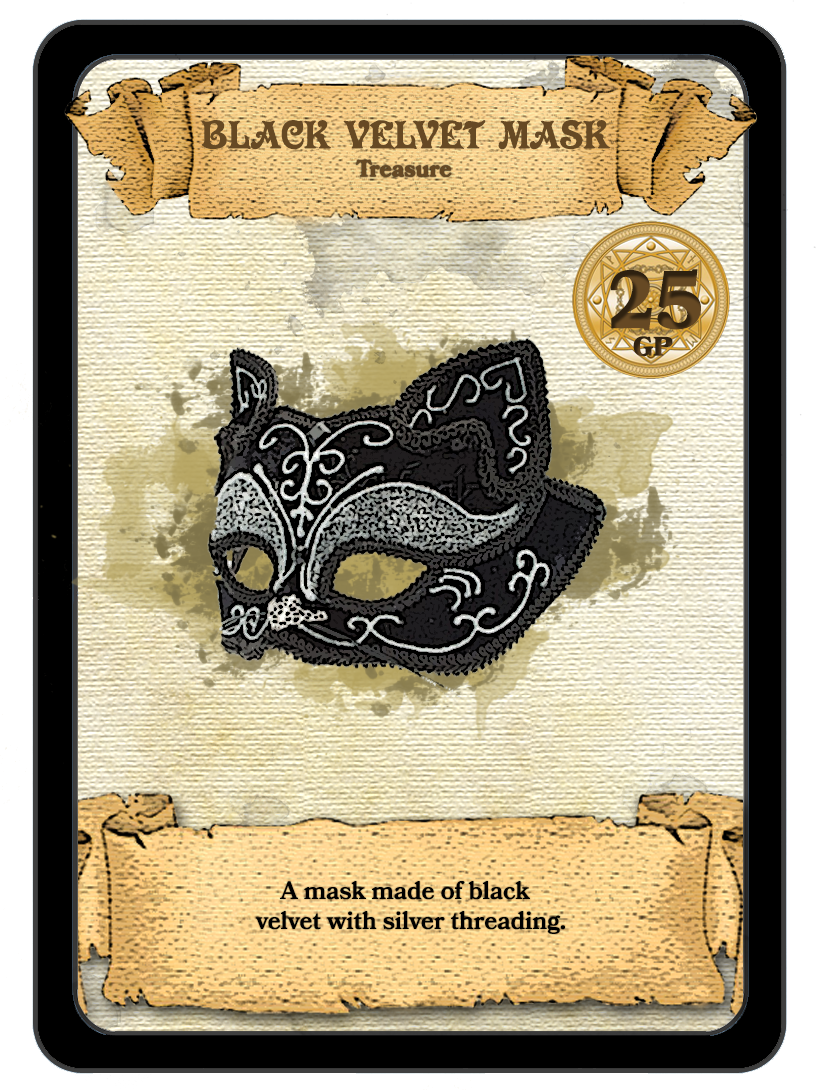 BLACK VELVET MASK
Treasure
25
GP
A mask made of black
velvet with silver threading.